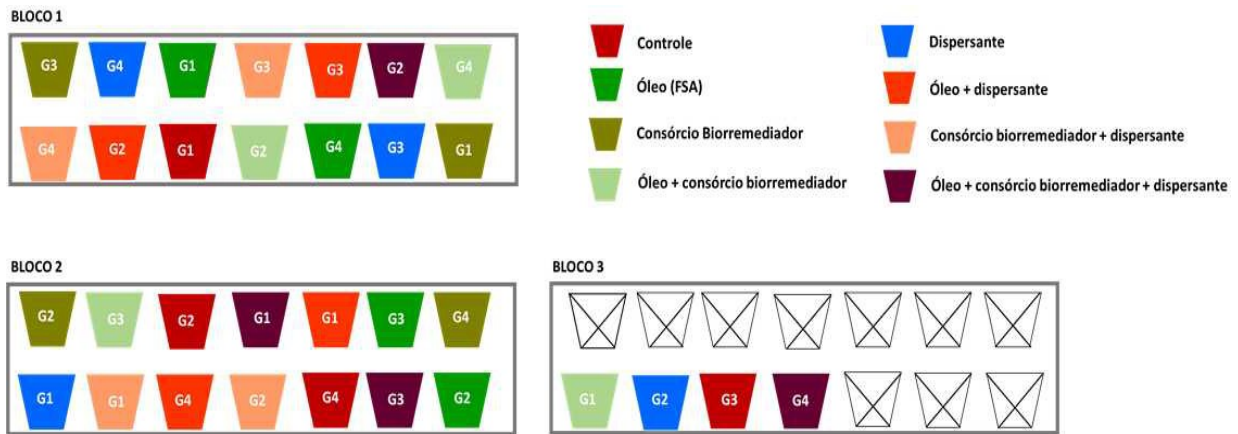 BLOCO 1
G3 G4 G1 G3 G3 G2 G4
G4 G2 G1 G2 G4 G3 G1
Controle
Óleo (FSA)
Consórcio Biorremediador
Óleo + consórcio biorremediador
Dispersante
Óleo + dispersante
Consórcio biorremediador + dispersante
Óleo + consórcio biorremediador + dispersante
BLOCO 2
G2 G3 G2 G1 G1 G3 G4
G1 G1 G4 G2 G4 G3 G2
BLOCO 3
G1 G2 G3 G4